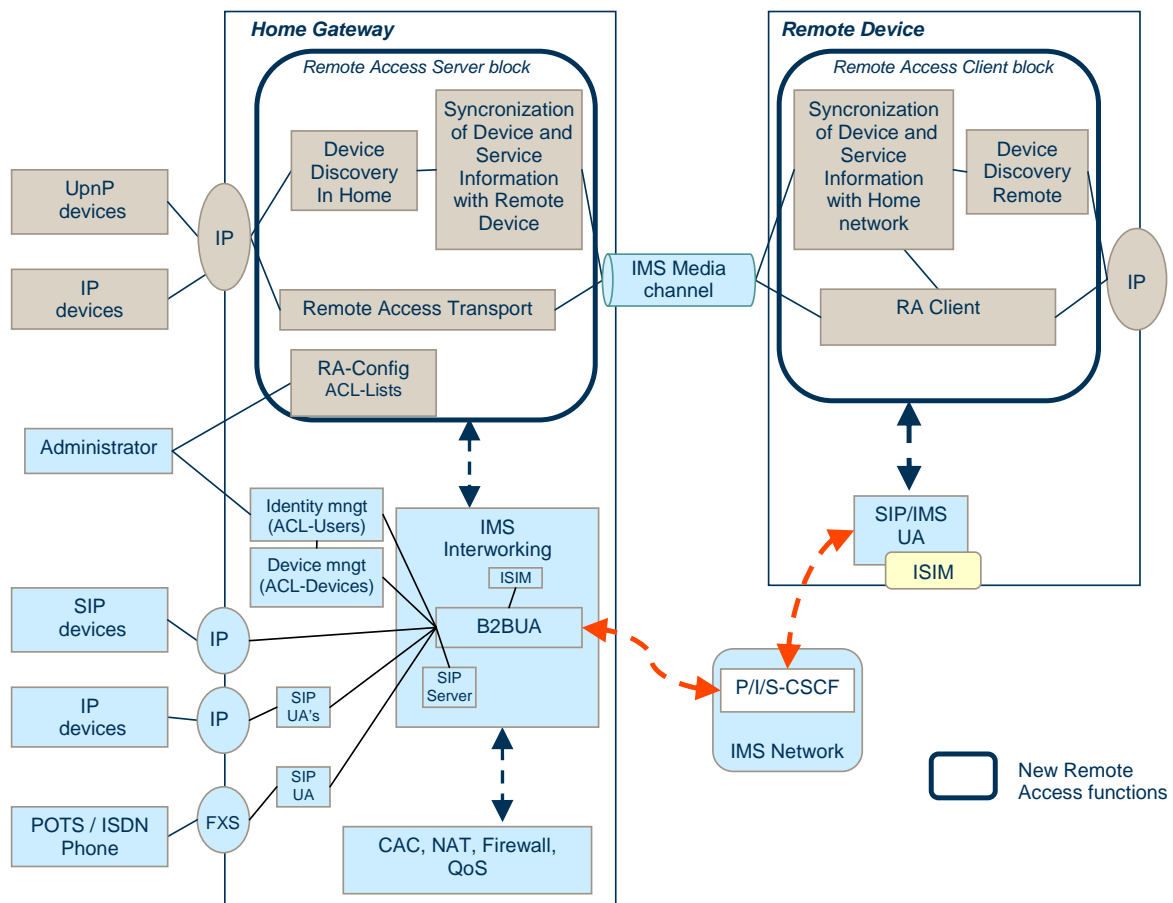 Home Gateway
Remote Access Server block
Device
Discovery
In Home
Syncronization
of Device and
Service
Information
with Remote
Device
UpnP
devices
IP
devices
IP
Remote Access Transport
RA-Config
ACL-Lists
IMS Media
channel
Remote Device
Remote Access Client block
Syncronization
of Device and
Service
Information
with Home
network
Device
Discovery
Remote
RA Client
IP
Administrator
Identity mngt
(ACL-Users)
Device mngt
(ACL-Devices)
IMS
Interworking
ISIM
B2BUA
SIP
Server
SIP
devices
IP
IP
devices
IP
SIP
UA's
SIP
UA
POTS / ISDN
Phone
FXS
CAC, NAT, Firewall,
QoS
SIP/IMS
UA
ISIM
P/I/S-CSCF
IMS Network
New Remote
Access functions